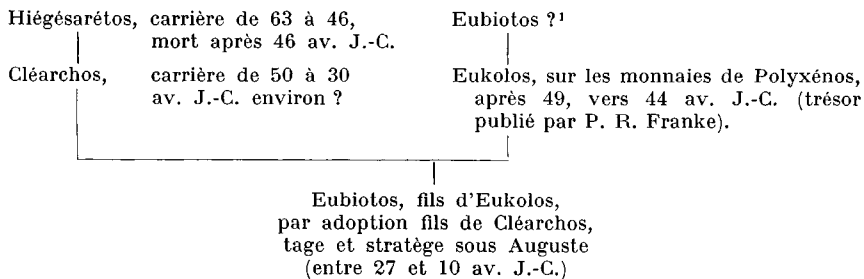 Hiégésarétos, carrière de 63 à 46,
mort après 46 av. J.-C.
Cléarchos, carrière de 50 à 30
av. J.-C. environ ?
Eubiotos ?¹
Eukolos, sur les monnaies de Polyxénos,
après 49, vers 44 av. J.-C. (trésor
publié par P. R. Franke).
Eubiotos, fils d'Eukolos,
par adoption fils de Cléarchos,
tage et stratège sous Auguste
(entre 27 et 10 av. J.-C.)